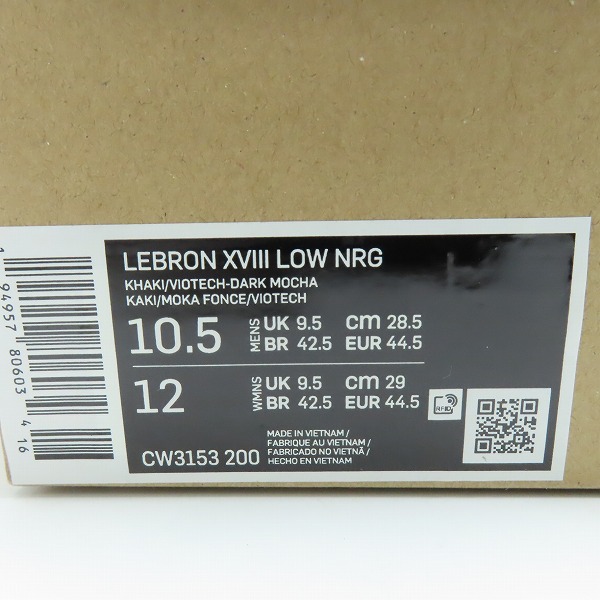 LEBRON XVIII LOW NRG
KHAKI/VIOTECH-DARK MOCHA
KAKI/MOKA FONCE/VIOTECH
10.5 MENS UK 9.5 cm 28.5
BR 42.5 EUR 44.5
12 WMNS UK 9.5 cm 29
BR 42.5 EUR 44.5
RFID
CW3153 200
MADE IN VIETNAM/
FABRIQUE AU VIETNAM/
FABRICADO NO VIETNÃ/
HECHO EN VIETNAM
1 94957 80603 4 16